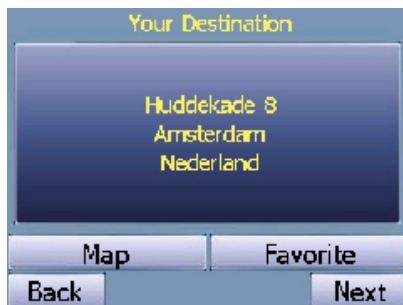 Your Destination
Huddekade 8
Amsterdam
Nederland
Map Favorite
Back Next